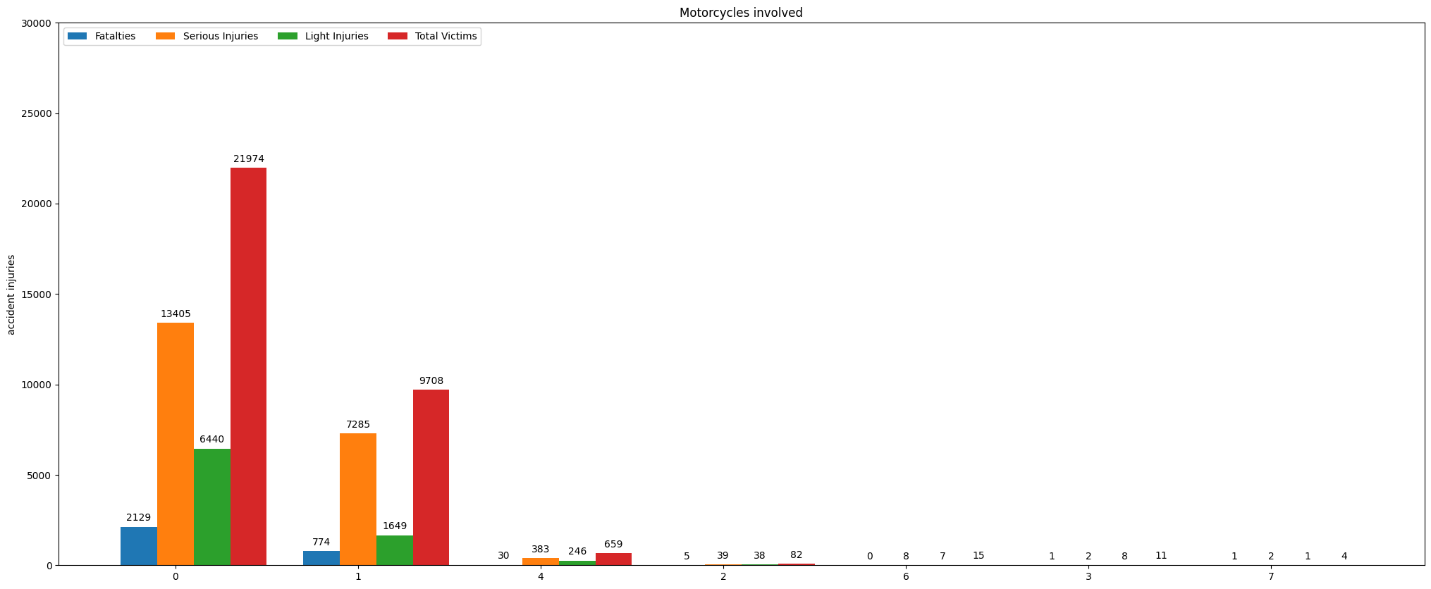 Motorcycles involved
Fatalties Serious Injuries Light Injuries Total Victims
30000
25000
20000
15000
10000
5000
0
accident injuries
2129 13405 6440 21974
774 7285 1649 9708
30 383 246 659
5 39 38 82
0 8 7 15
1 2 8 11
1 2 1 4
0 1 4 2 6 3 7